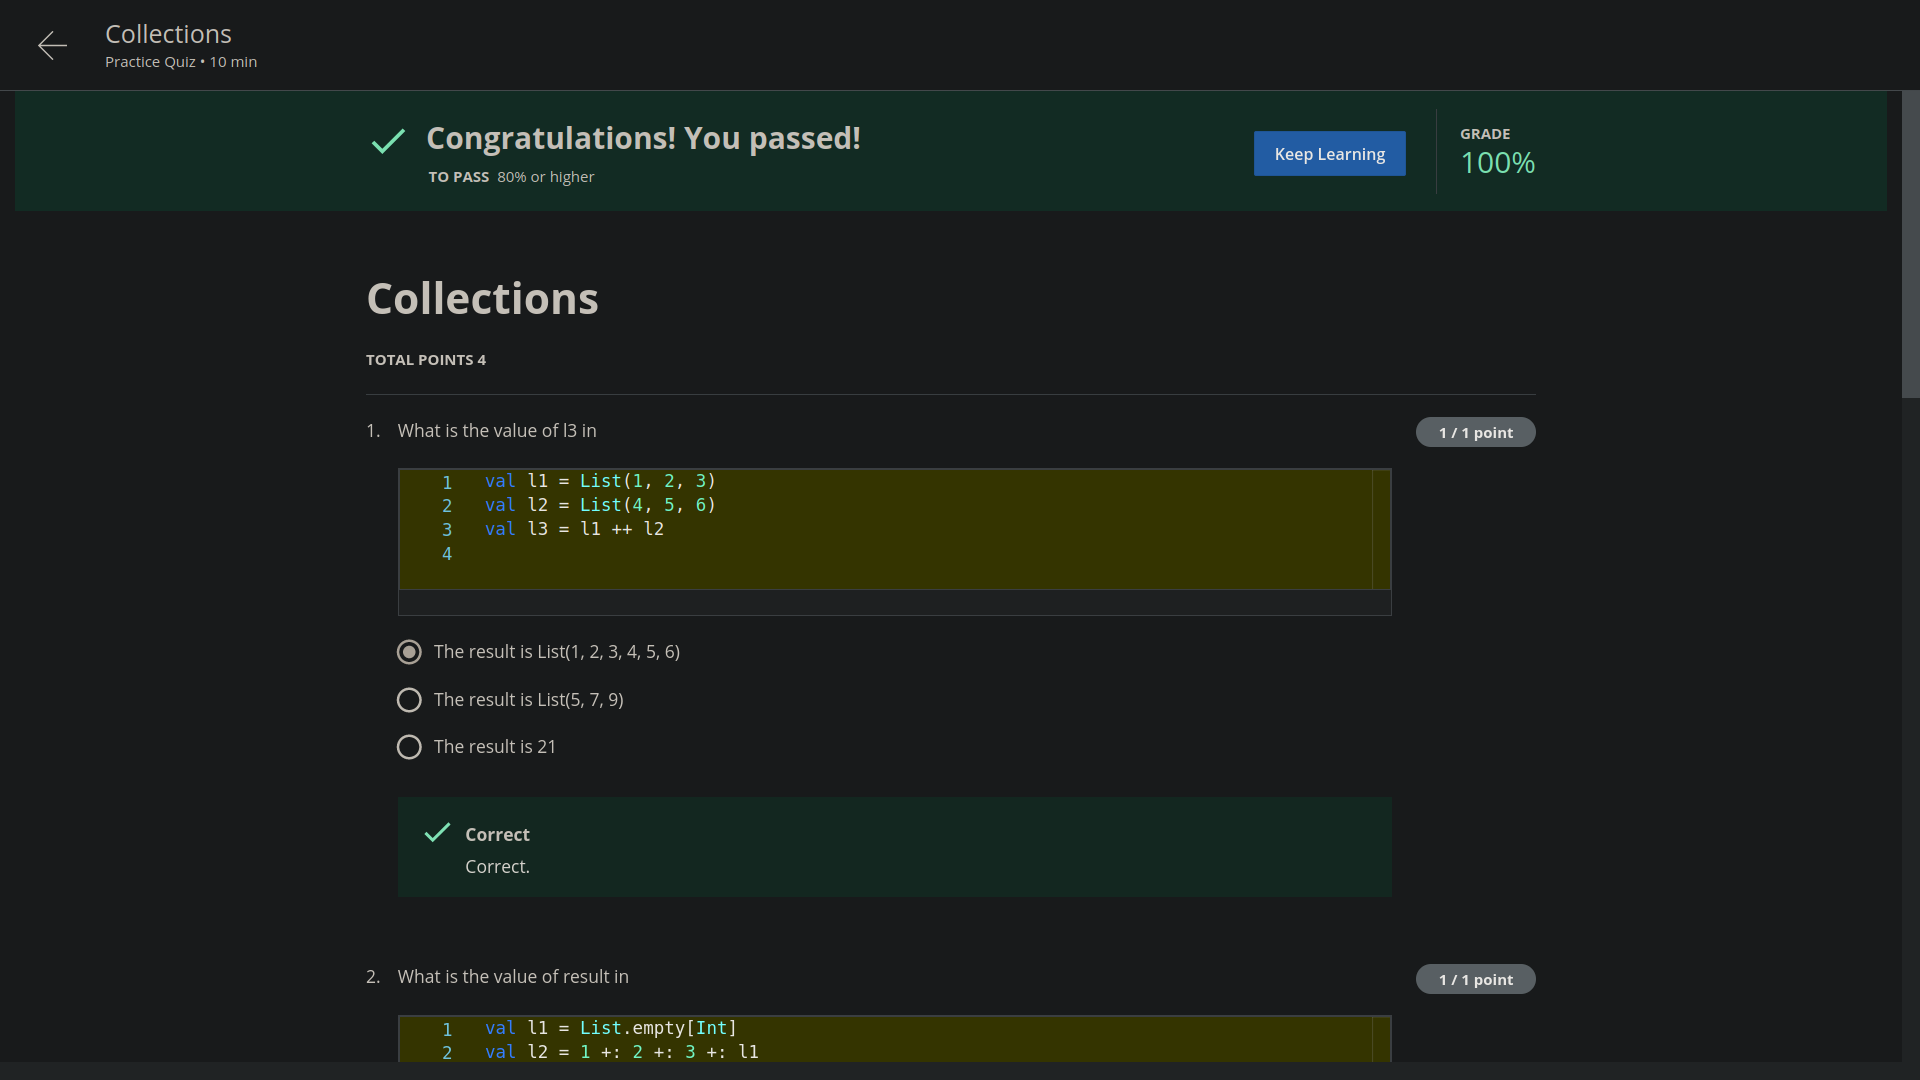 Collections
Practice Quiz • 10 min
Congratulations! You passed!
TO PASS 80% or higher
Keep Learning
GRADE
100%
Collections
TOTAL POINTS 4
1. What is the value of l3 in
1 / 1 point
1 val l1 = List(1, 2, 3)
2 val l2 = List(4, 5, 6)
3 val l3 = l1 ++ l2
4
The result is List(1, 2, 3, 4, 5, 6)
The result is List(5, 7, 9)
The result is 21
Correct
Correct.
2. What is the value of result in
1 / 1 point
1 val l1 = List.empty[Int]
2 val l2 = 1 +: 2 +: 3 +: l1